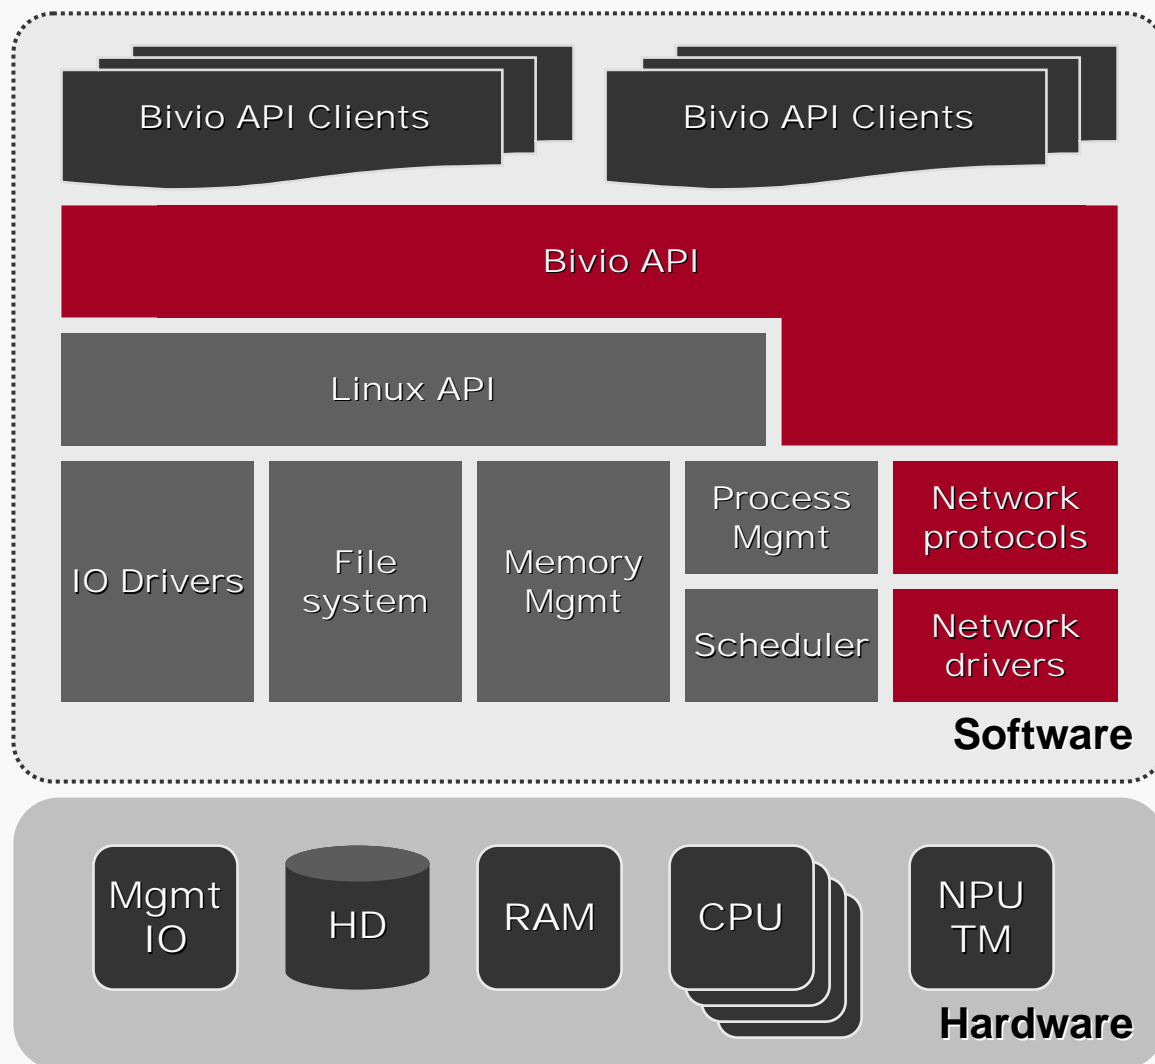 Bivio API Clients
Bivio API Clients
Bivio API
Linux API
IO Drivers
File
system
Memory
Mgmt
Process
Mgmt
Scheduler
Network
protocols
Network
drivers
Software
Mgmt
IO
HD
RAM
CPU
NPU
TM
Hardware